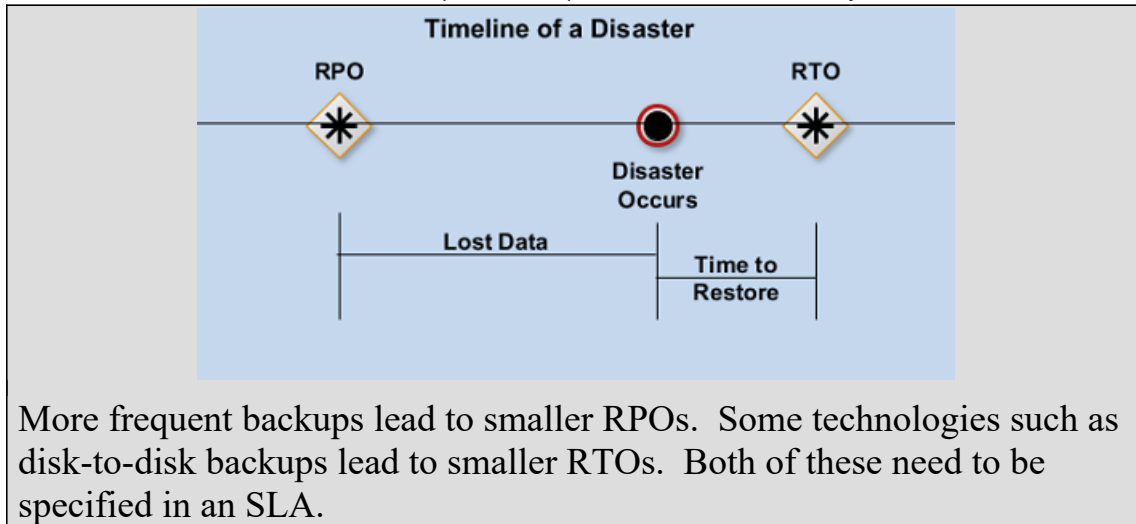 Timeline of a Disaster
RPO
RTO
Disaster
Occurs
Lost Data
Time to
Restore
More frequent backups lead to smaller RPOs.  Some technologies such as
disk-to-disk backups lead to smaller RTOs.  Both of these need to be
specified in an SLA.